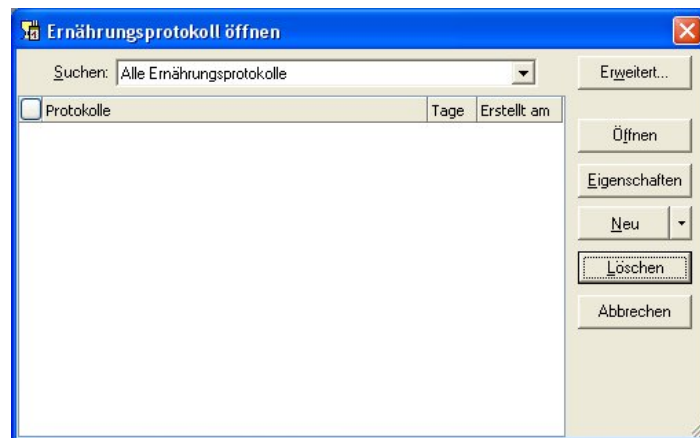 Ernährungsprotokoll öffnen
Suchen: Alle Ernährungsprotokolle
Erweitert...
Protokolle Tage Erstellt am
Öffnen
Eigenschaften
Neu
Löschen
Abbrechen